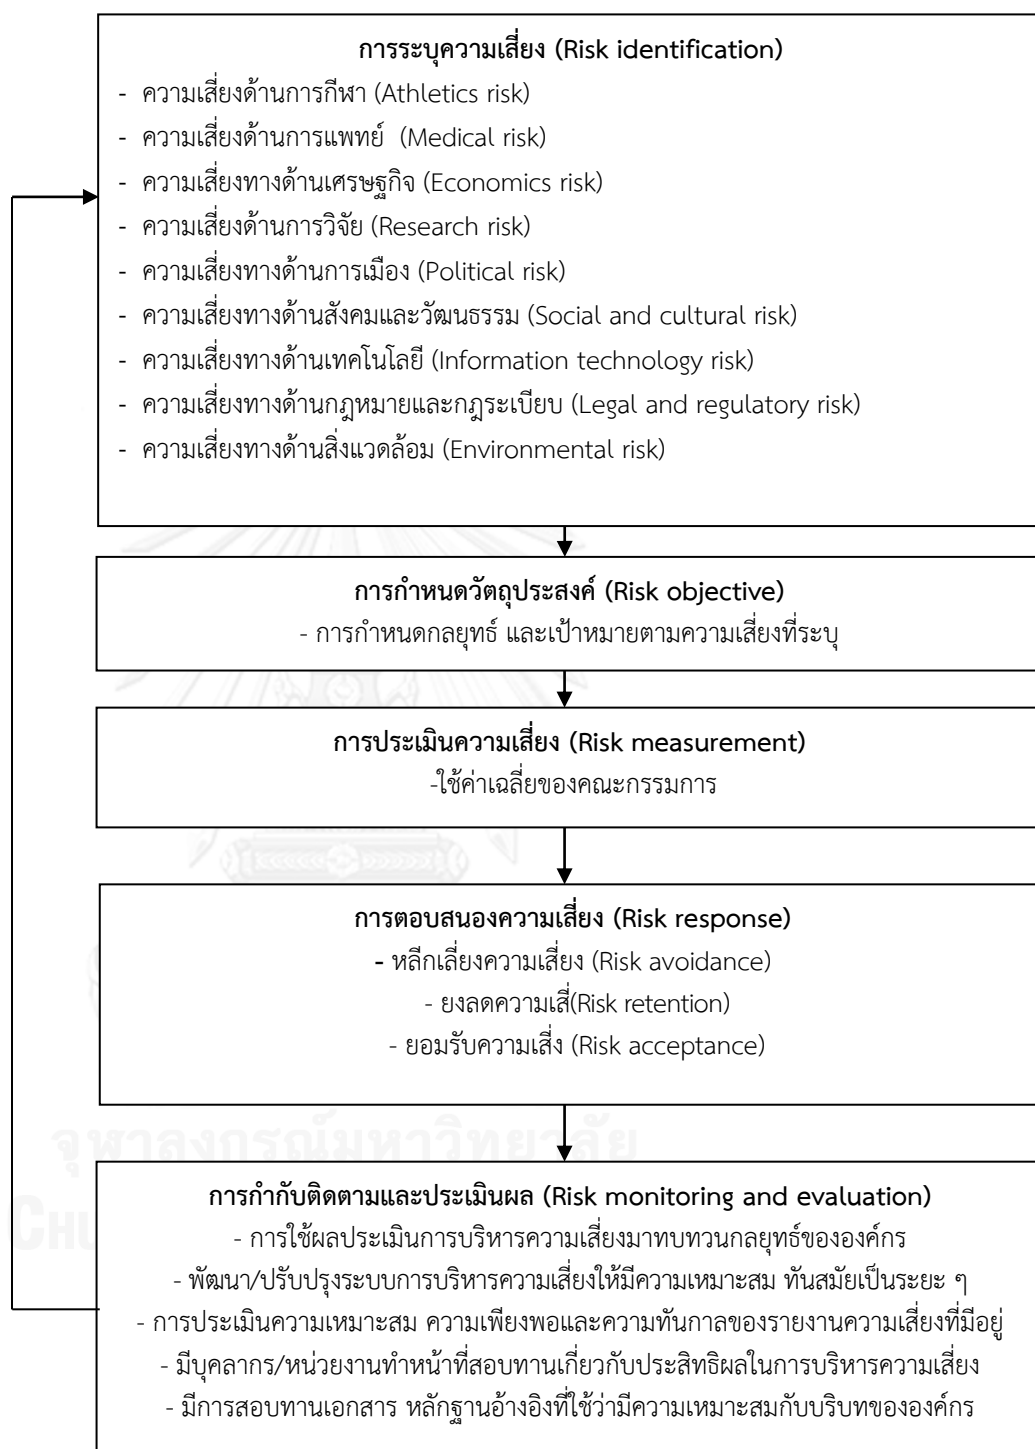 การระบุความเสี่ยง (Risk identification)
- ความเสี่ยงด้านการกีฬา (Athletics risk)
- ความเสี่ยงด้านการแพทย์ (Medical risk)
- ความเสี่ยงทางด้านเศรษฐกิจ (Economics risk)
- ความเสี่ยงด้านการวิจัย (Research risk)
- ความเสี่ยงทางด้านการเมือง (Political risk)
- ความเสี่ยงทางด้านสังคมและวัฒนธรรม (Social and cultural risk)
- ความเสี่ยงทางด้านเทคโนโลยี (Information technology risk)
- ความเสี่ยงทางด้านกฎหมายและกฎระเบียบ (Legal and regulatory risk)
- ความเสี่ยงทางด้านสิ่งแวดล้อม (Environmental risk)
การกำหนดวัตถุประสงค์ (Risk objective)
- การกำหนดกลยุทธ์ และเป้าหมายตามความเสี่ยงที่ระบุ
การประเมินความเสี่ยง (Risk measurement)
-ใช้ค่าเฉลี่ยของคณะกรรมการ
การตอบสนองความเสี่ยง (Risk response)
- หลีกเลี่ยงความเสี่ยง (Risk avoidance)
- ยงลดความเสี่(Risk retention)
- ยอมรับความเสี่ง (Risk acceptance)
จุฬาลงกรณ์มหาวิทยาลัย
การกำกับติดตามและประเมินผล (Risk monitoring and evaluation)
- การใช้ผลประเมินการบริหารความเสี่ยงมาทบทวนกลยุทธ์ขององค์กร
CHU
- พัฒนา/ปรับปรุงระบบการบริหารความเสี่ยงให้มีความเหมาะสม ทันสมัยเป็นระยะ ๆ
- การประเมินความเหมาะสม ความเพียงพอและความทันกาลของรายงานความเสี่ยงที่มีอยู่
- มีบุคลากร/หน่วยงานทำหน้าที่สอบทานเกี่ยวกับประสิทธิผลในการบริหารความเสี่ยง
- มีการสอบทานเอกสาร หลักฐานอ้างอิงที่ใช้ว่ามีความเหมาะสมกับบริบทขององค์กร